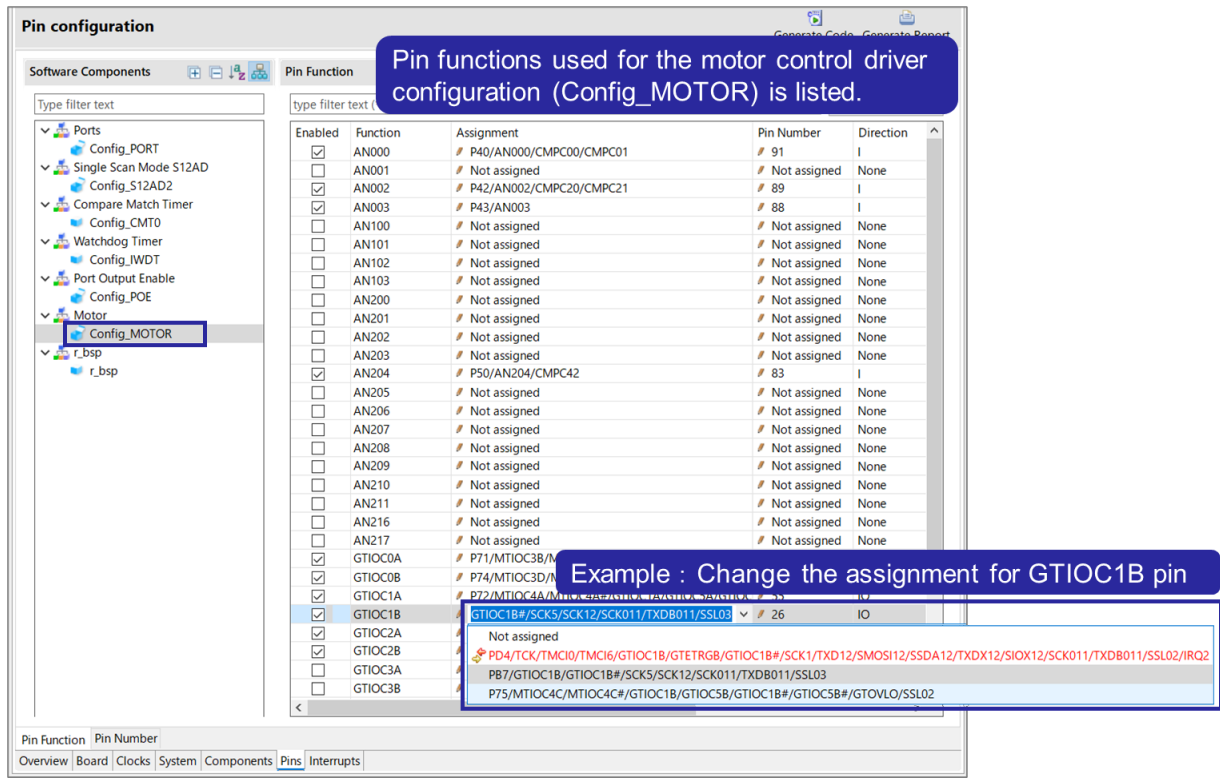 Pin configuration
Generate Code Generate Report
Pin functions used for the motor control driver
configuration (Config_MOTOR) is listed.
Software Components
Pin Function
Type filter text
type filter text (
Ports
Config_PORT
Single Scan Mode S12AD
Config_S12AD2
Compare Match Timer
Config_CMT0
Watchdog Timer
Config_IWDT
Port Output Enable
Config_POE
Motor
Config_MOTOR
r_bsp
r_bsp
Enabled Function Assignment Pin Number Direction
AN000 P40/AN000/CMPC00/CMPC01 91 I
AN001 Not assigned Not assigned None
AN002 P42/AN002/CMPC20/CMPC21 89 I
AN003 P43/AN003 88 I
AN100 Not assigned Not assigned None
AN101 Not assigned Not assigned None
AN102 Not assigned Not assigned None
AN103 Not assigned Not assigned None
AN200 Not assigned Not assigned None
AN201 Not assigned Not assigned None
AN202 Not assigned Not assigned None
AN203 Not assigned Not assigned None
AN204 P50/AN204/CMPC42 83 I
AN205 Not assigned Not assigned None
AN206 Not assigned Not assigned None
AN207 Not assigned Not assigned None
AN208 Not assigned Not assigned None
AN209 Not assigned Not assigned None
AN210 Not assigned Not assigned None
AN211 Not assigned Not assigned None
AN216 Not assigned Not assigned None
AN217 Not assigned Not assigned None
GTIOC0A P71/MTIOC3B/M
Example : Change the assignment for GTIOC1B pin
GTIOC0B P74/MTIOC3D/M
GTIOC1A P72/MTIOC4A/MTIOC4A#/GTIOC1A/GTIOC5A/GTIOC 55 IO
GTIOC1B GTIOC1B#/SCK5/SCK12/SCK011/TXDB011/SSL03 26 IO
GTIOC2A
GTIOC2B
GTIOC3A
GTIOC3B
Not assigned
PD4/TCK/TMCI0/TMCI6/GTIOC1B/GTETRGB/GTIOC1B#/SCK1/TXD12/SMOSI12/SSDA12/TXDX12/SIOX12/SCK011/TXDB011/SSL02/IRQ2
PB7/GTIOC1B/GTIOC1B#/SCK5/SCK12/SCK011/TXDB011/SSL03
P75/MTIOC4C/MTIOC4C#/GTIOC1B/GTIOC5B/GTIOC1B#/GTIOC5B#/GTOVLO/SSL02
Pin Function Pin Number
Overview Board Clocks System Components Pins Interrupts